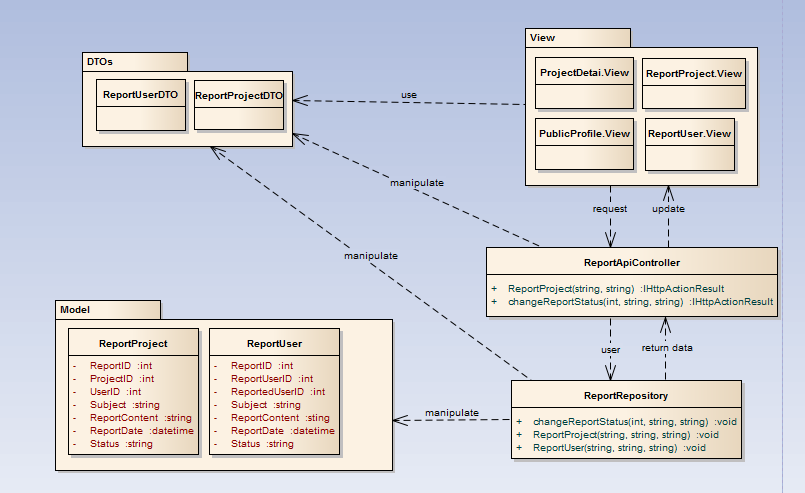 View
DTOs
ProjectDetai.View
ReportProject.View
ReportUserDTO
ReportProjectDTO
use
PublicProfile.View
ReportUser.View
manipulate
request
update
manipulate
ReportApiController
+ ReportProject(string, string) :IHttpActionResult
+ changeReportStatus(int, string, string) :IHttpActionResult
Model
ReportProject
- ReportID :int
- ProjectID :int
- UserID :int
- Subject :string
- ReportContent :string
- ReportDate :datetime
- Status :string
ReportUser
- ReportID :int
- ReportUserID :int
- ReportedUserID :int
- Subject :string
- ReportContent :sting
- ReportDate :datetime
- Status :string
user
return data
manipulate
ReportRepository
+ changeReportStatus(int, string, string) :void
+ ReportProject(string, string, string) :void
+ ReportUser(string, string, string) :void